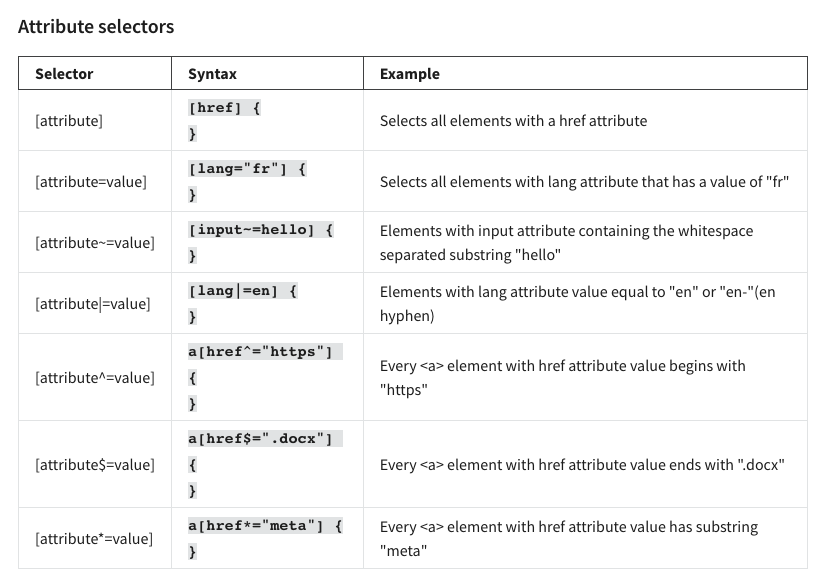 Attribute selectors
Selector Syntax Example
[attribute]
[href] {
}
Selects all elements with a href attribute
[attribute=value]
[lang="fr"] {
}
Selects all elements with lang attribute that has a value of "fr"
[attribute~=value]
[input~=hello] {
}
Elements with input attribute containing the whitespace
separated substring "hello"
[attribute|=value]
[lang|=en] {
}
Elements with lang attribute value equal to "en" or "en-"(en
hyphen)
[attribute^=value]
a[href^="https"]
{
}
Every <a> element with href attribute value begins with
"https"
[attribute$=value]
a[href$=".docx"]
{
}
Every <a> element with href attribute value ends with ".docx"
[attribute*=value]
a[href*="meta"] {
}
Every <a> element with href attribute value has substring
"meta"